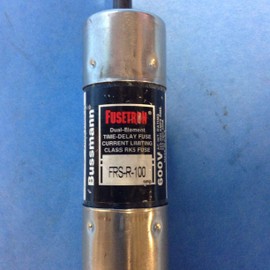 FUSETRON
Dual-Element
TIME-DELAY FUSE
CURRENT LIMITING
CLASS RK5 FUSE
FRS-R-100
Bussmann
600V